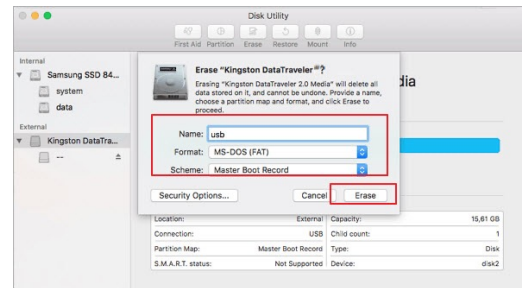 Disk Utility
First Aid Partition Erase Restore Mount Info
Internal
Samsung SSD 84...
system
data
External
Kingston DataTra...
--
Erase “Kingston DataTraveler
Erasing “Kingston DataTraveler 2.0 Media” will delete all
data stored on it, and cannot be undone. Provide a name,
choose a partition map and format, and click Erase to
proceed.
dia
Name: usb
Format: MS-DOS (FAT)
Scheme: Master Boot Record
Security Options... Cancel Erase
Location: External Capacity: 15,61 GB
Connection: USB Child count: 1
Partition Map: Master Boot Record Type: Disk
S.M.A.R.T. status: Not Supported Device: disk2